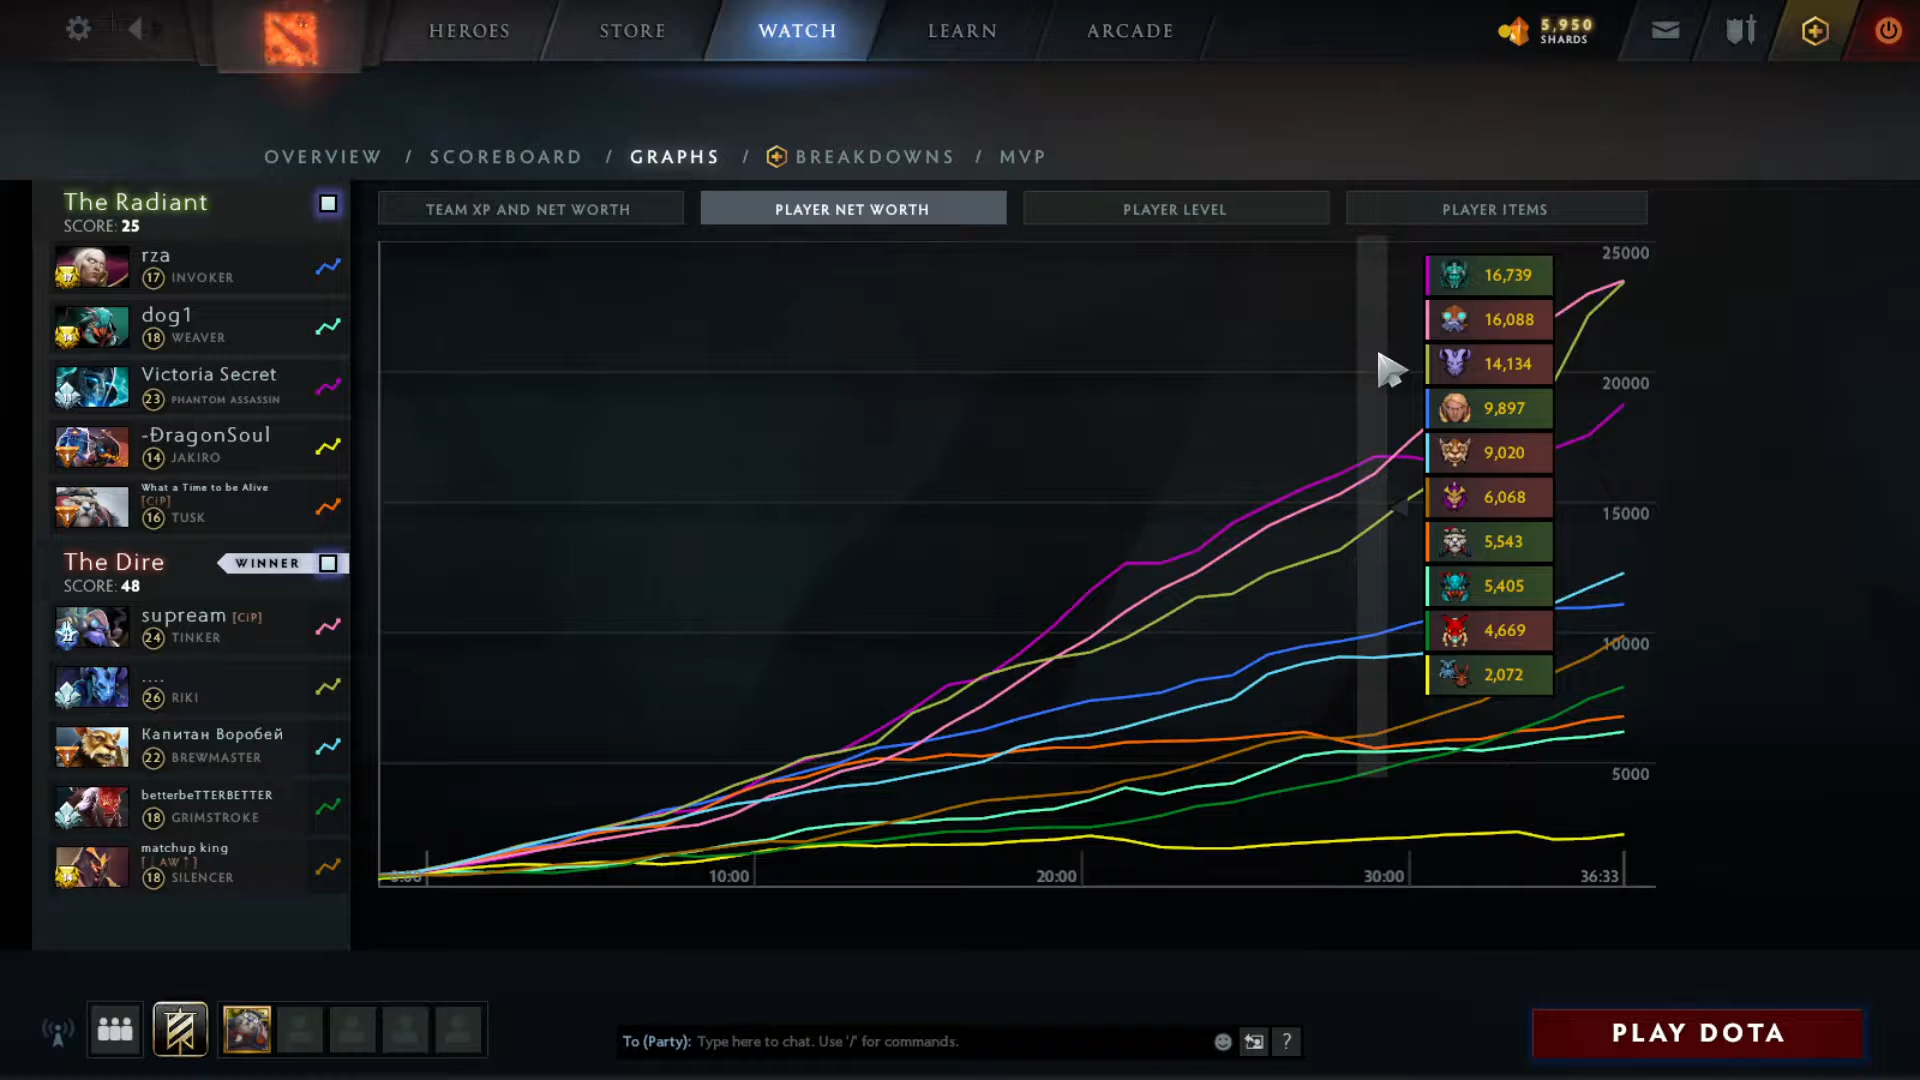 HEROES
STORE
WATCH
LEARN
ARCADE
5,950
SHARDS
OVERVIEW / SCOREBOARD / GRAPHS / BREAKDOWNS / MVP
The Radiant
SCORE: 25
rza
17 INVOKER
dog1
18 WEAVER
Victoria Secret
23 PHANTOM ASSASSIN
-ÐragonSoul
14 JAKIRO
What a Time to be Alive
[CiP]
16 TUSK
The Dire
WINNER
SCORE: 48
supream [CiP]
24 TINKER
....
26 RIKI
Капитан Воробей
22 BREWMASTER
betterbeTTERBETTER
18 GRIMSTROKE
matchup king
18 SILENCER
TEAM XP AND NET WORTH
PLAYER NET WORTH
PLAYER LEVEL
PLAYER ITEMS
16,739
16,088
14,134
9,897
9,020
6,068
5,543
5,405
4,669
2,072
25000
20000
15000
10000
5000
0:00
10:00
20:00
30:00
36:33
To (Party): Type here to chat. Use '/' for commands.
?
PLAY DOTA